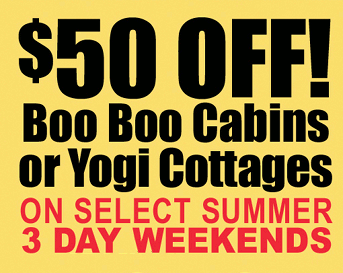 $50 OFF!
Boo Boo Cabins
or Yogi Cottages
ON SELECT SUMMER
3 DAY WEEKENDS